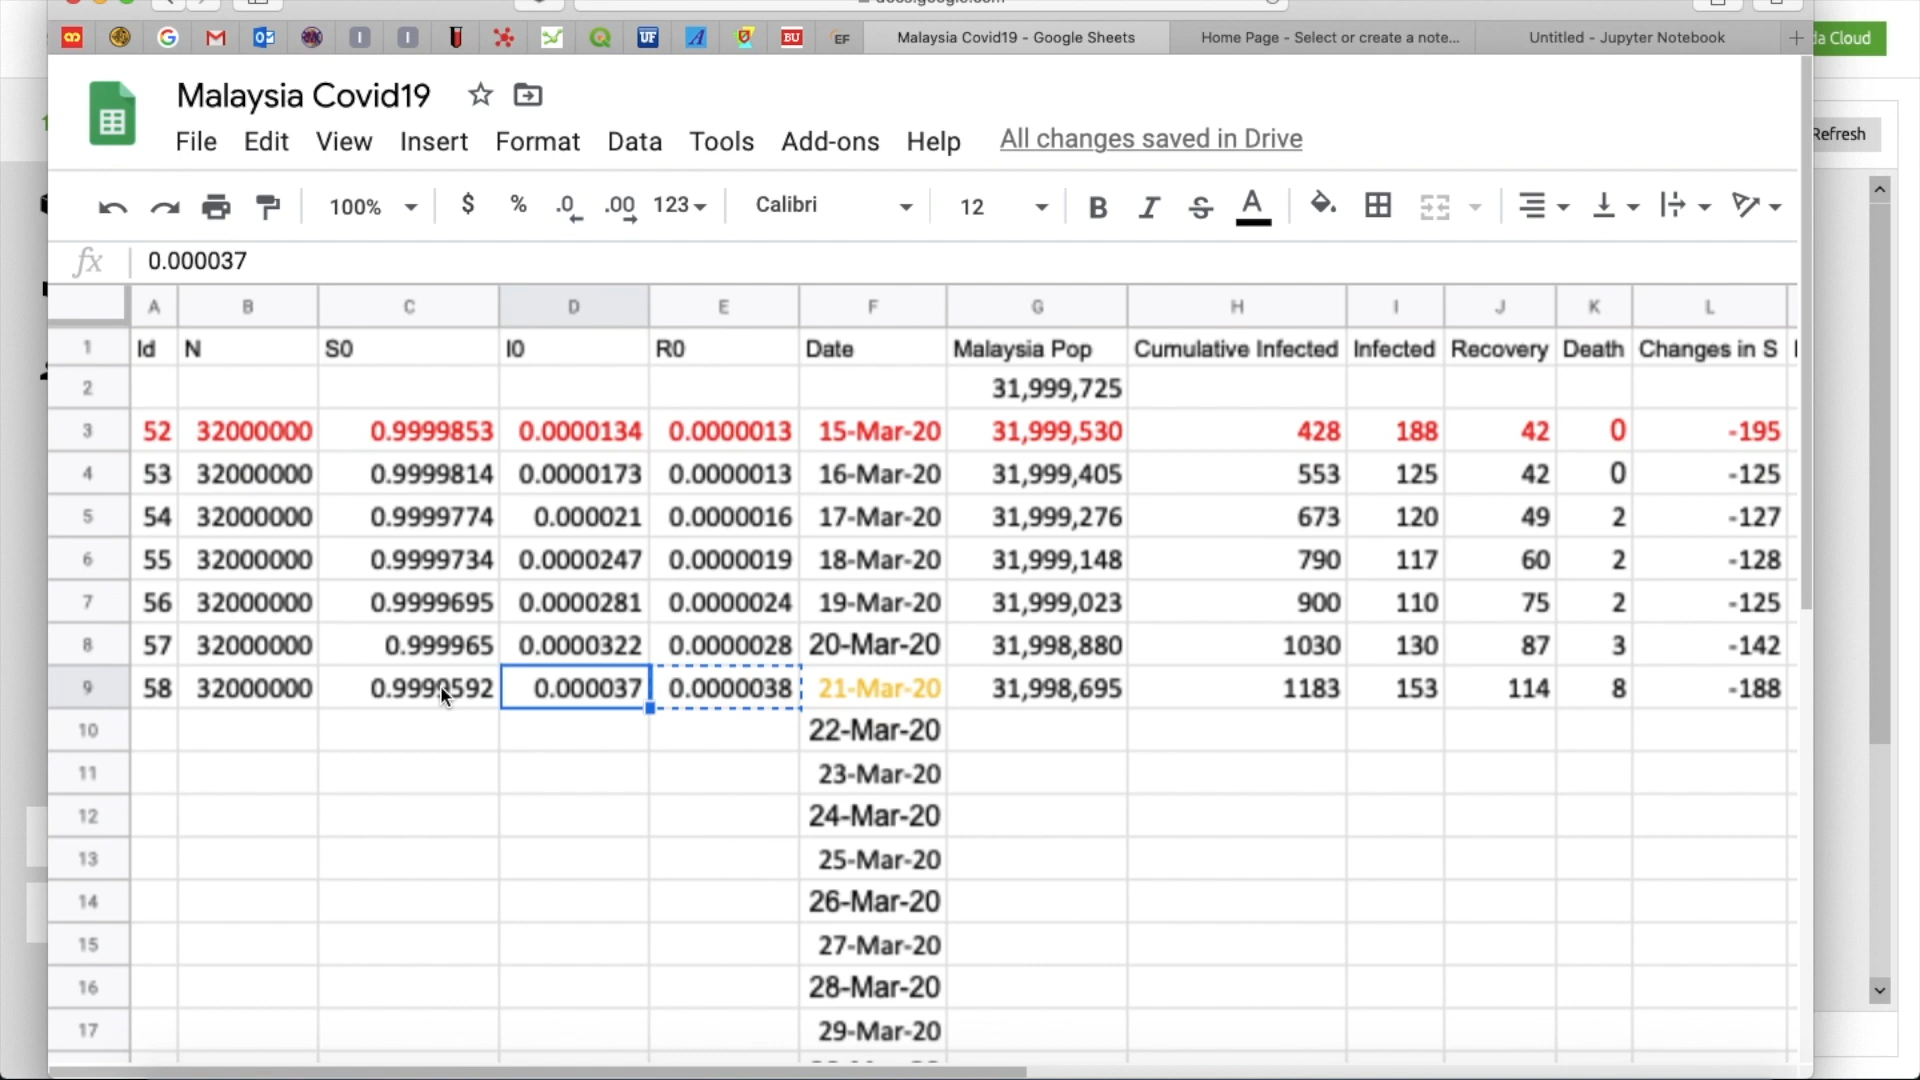 docs.google.com
UF
BU
EF
Malaysia Covid19 - Google Sheets
Home Page - Select or create a note...
Untitled - Jupyter Notebook
Cloud
Malaysia Covid19
File Edit View Insert Format Data Tools Add-ons Help All changes saved in Drive
Refresh
100% $ % .0 .00 123 Calibri 12 B I S A
fx 0.000037
A B C D E F G H I J K L
1 Id N S0 I0 R0 Date Malaysia Pop Cumulative Infected Infected Recovery Death Changes in S
2 31,999,725
3 52 32000000 0.9999853 0.0000134 0.0000013 15-Mar-20 31,999,530 428 188 42 0 -195
4 53 32000000 0.9999814 0.0000173 0.0000013 16-Mar-20 31,999,405 553 125 42 0 -125
5 54 32000000 0.9999774 0.000021 0.0000016 17-Mar-20 31,999,276 673 120 49 2 -127
6 55 32000000 0.9999734 0.0000247 0.0000019 18-Mar-20 31,999,148 790 117 60 2 -128
7 56 32000000 0.9999695 0.0000281 0.0000024 19-Mar-20 31,999,023 900 110 75 2 -125
8 57 32000000 0.999965 0.0000322 0.0000028 20-Mar-20 31,998,880 1030 130 87 3 -142
9 58 32000000 0.9999592 0.000037 0.0000038 21-Mar-20 31,998,695 1183 153 114 8 -188
10 22-Mar-20
11 23-Mar-20
12 24-Mar-20
13 25-Mar-20
14 26-Mar-20
15 27-Mar-20
16 28-Mar-20
17 29-Mar-20